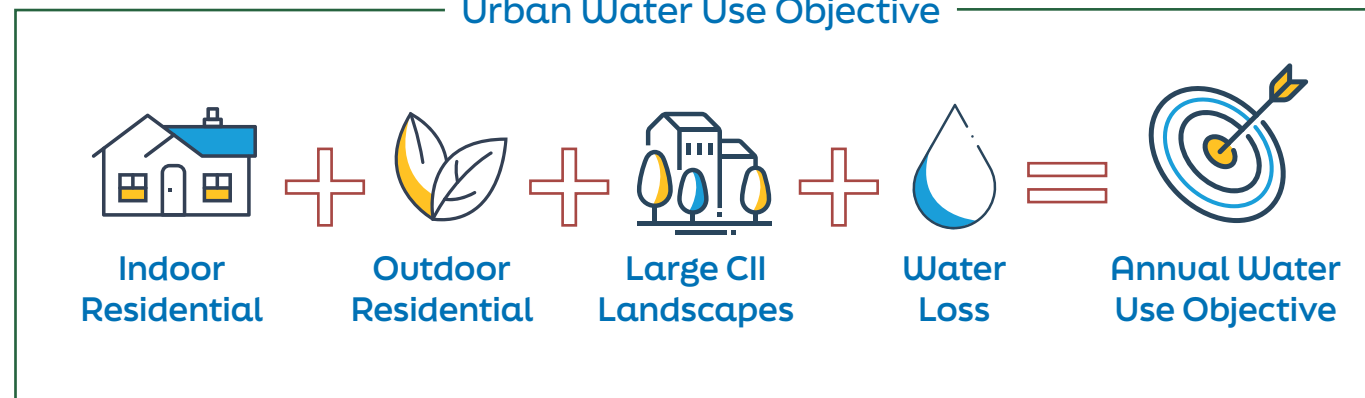 Urban Water Use Objective
Indoor
Residential
Outdoor
Residential
Large CII
Landscapes
Water
Loss
Annual Water
Use Objective